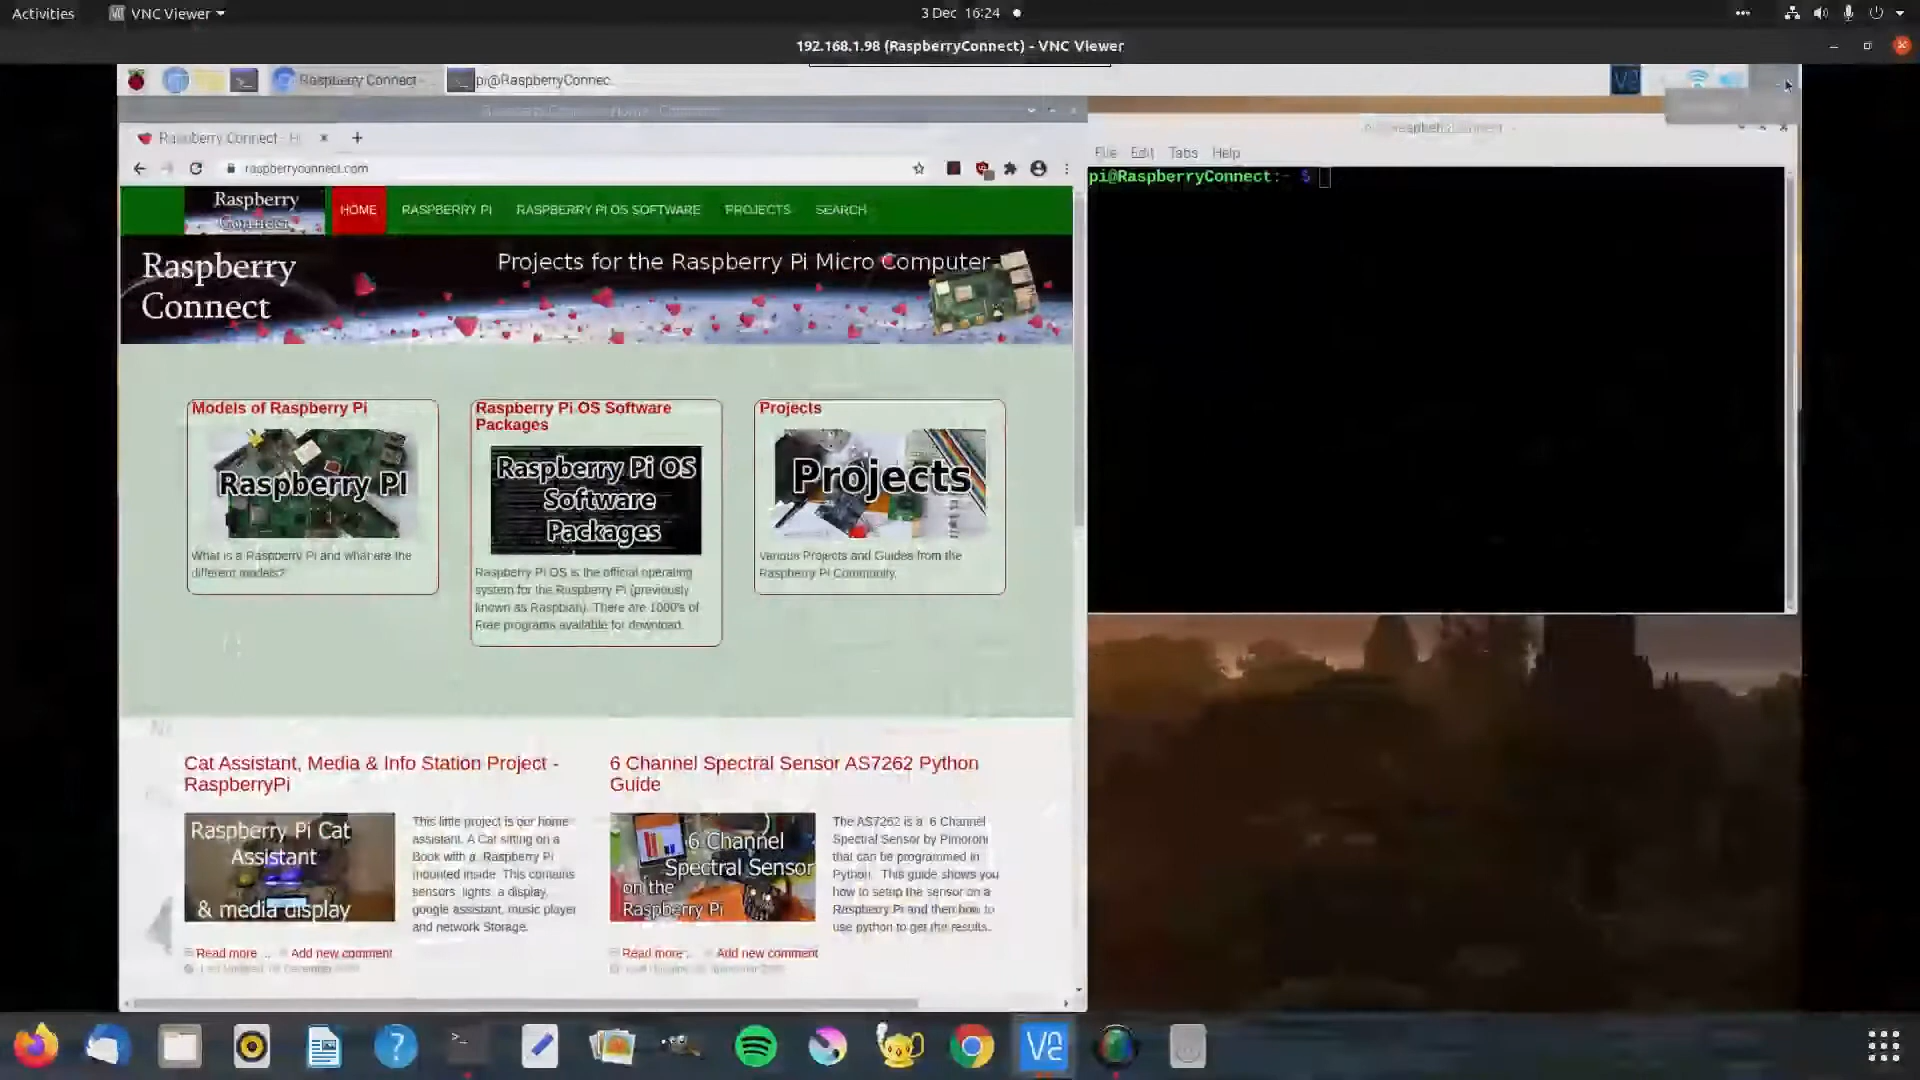 Activities
VNC Viewer
3 Dec 16:24
192.168.1.98 (RaspberryConnect) - VNC Viewer
Raspberry Connect -
pi@RaspberryConnec
Raspberry Connect - H
File Edit Tabs Help
raspberryconnect.com
pi@RaspberryConnect:~ $
Raspberry
Connect
HOME
RASPBERRY PI
RASPBERRY PI OS SOFTWARE
PROJECTS
SEARCH
Raspberry
Connect
Projects for the Raspberry Pi Micro Computer
Models of Raspberry Pi
Raspberry PI
What is a Raspberry Pi and what are the
different models?
Raspberry Pi OS Software
Packages
Raspberry Pi OS
Software
Packages
Raspberry Pi OS is the official operating
system for the Raspberry Pi (previously
known as Raspbian). There are 1000's of
Free programs available for download.
Projects
Projects
Various Projects and Guides from the
Raspberry Pi Community.
Cat Assistant, Media & Info Station Project -
RaspberryPi
Raspberry Pi Cat
Assistant
& media display
This little project is our home
assistant. A Cat sitting on a
Book with a Raspberry Pi
mounted inside. This contains
sensors, lights, a display,
google assistant, music player
and network Storage.
Read more ...
Add new comment
6 Channel Spectral Sensor AS7262 Python
Guide
6 Channel
Spectral Sensor
on the
Raspberry Pi
The AS7262 is a 6 Channel
Spectral Sensor by Pimoroni
that can be programmed in
Python. This guide shows you
how to setup the sensor on a
Raspberry Pi and then how to
use python to get the results.
Read more ...
Add new comment